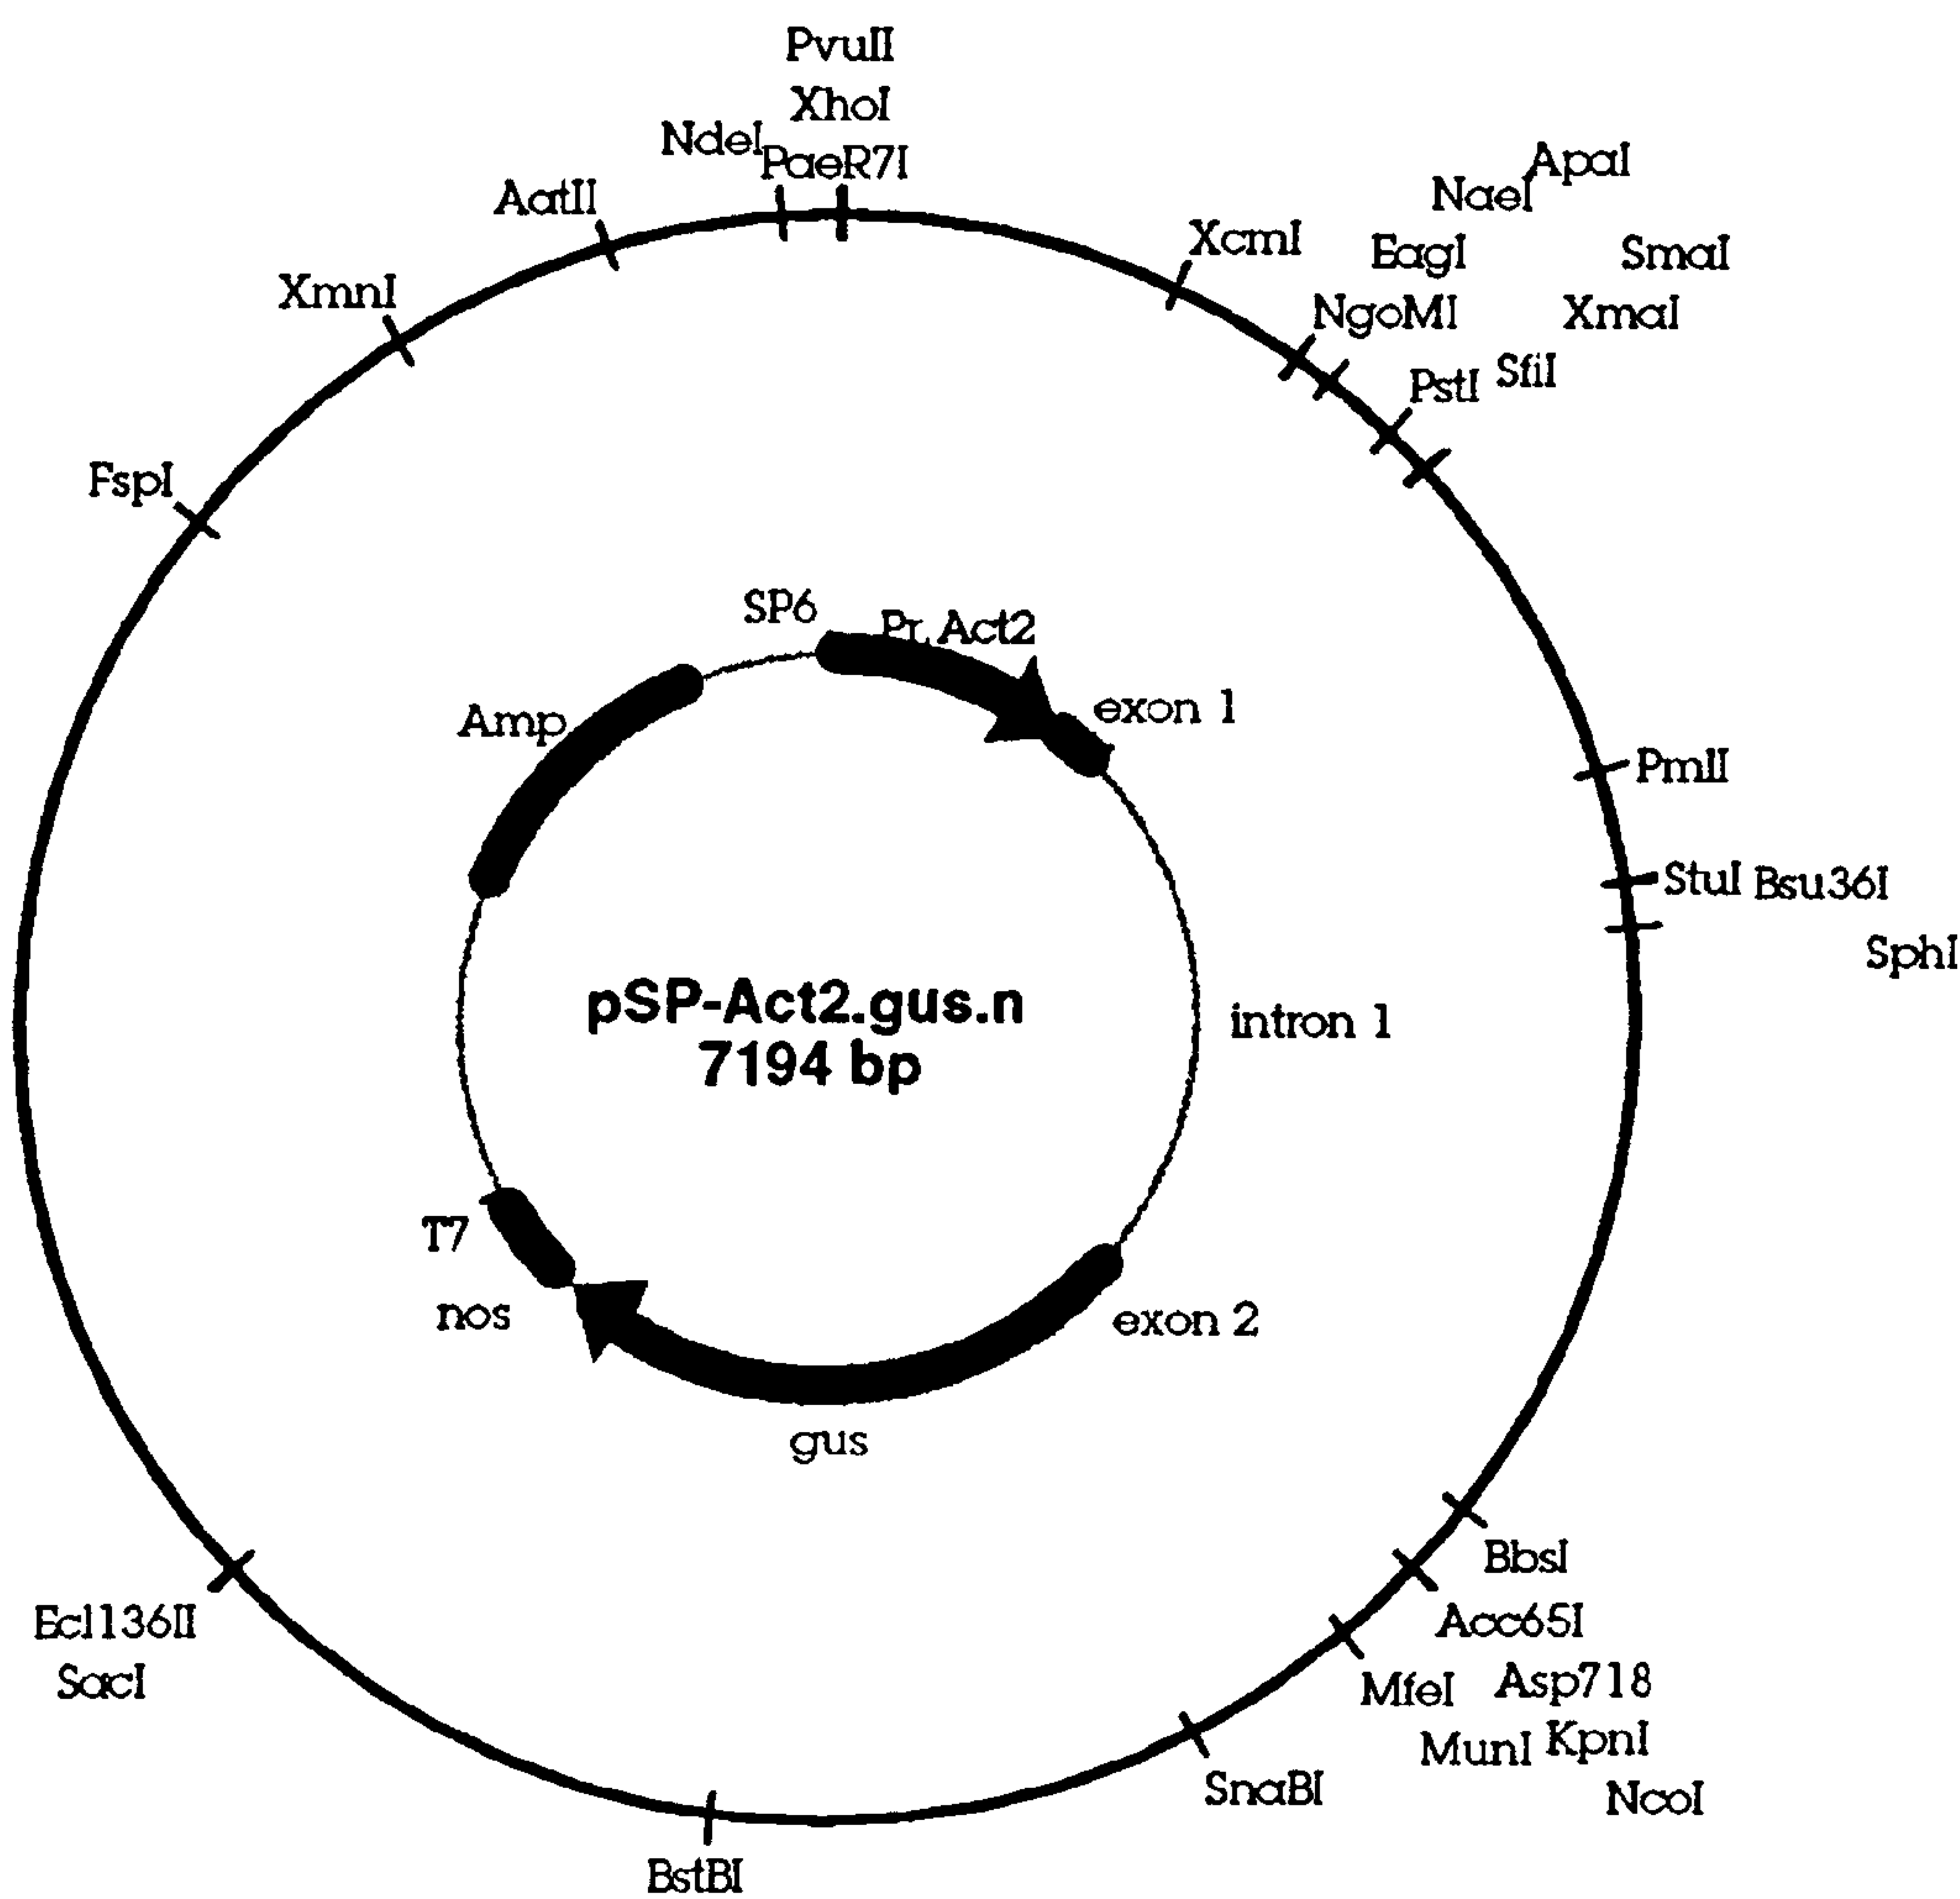 PvuII
XhoI
NdeI
PaeR7I
AatII
XmnI
FspI
XcmI
ApaI
NaeI
EagI
SmaI
NgoMI
XmaI
PstI
SfiI
PmlI
StuI
Bsu36I
SphI
SP6
Pr. Act2
exon 1
Amp
pSP-Act2.gus.n
7194 bp
intron 1
T7
nos
exon 2
gus
BbsI
Acc65I
Asp718
MfeI
KpnI
MunI
NcoI
SnaBI
BstBI
Ecl136II
SacI